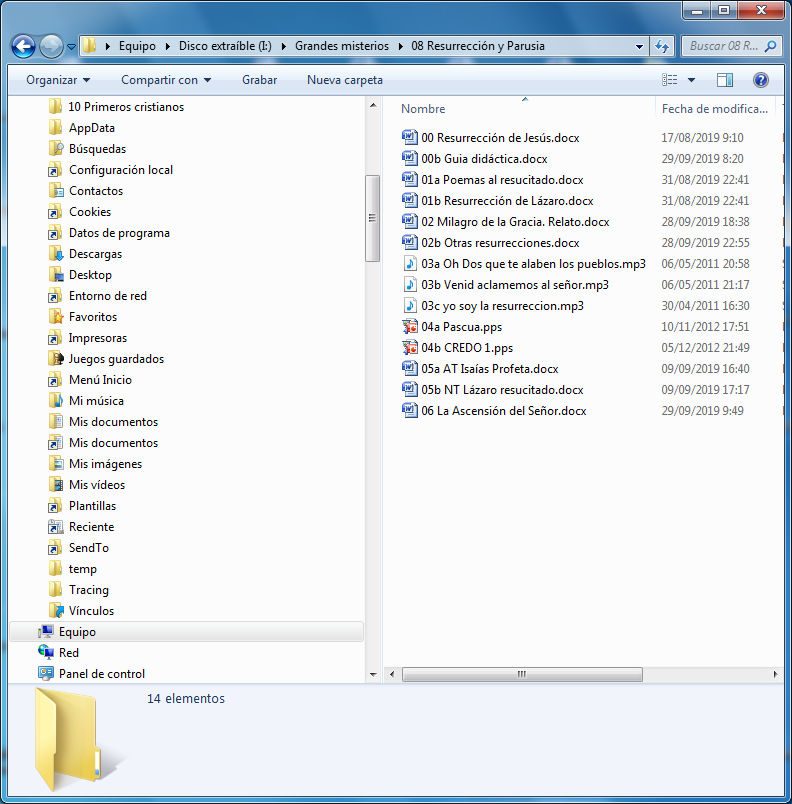 Equipo ▸ Disco extraíble (I:) ▸ Grandes misterios ▸ 08 Resurrección y Parusia
Buscar 08 R...
Organizar Compartir con Grabar Nueva carpeta
10 Primeros cristianos
AppData
Búsquedas
Configuración local
Contactos
Cookies
Datos de programa
Descargas
Desktop
Entorno de red
Favoritos
Impresoras
Juegos guardados
Menú Inicio
Mi música
Mis documentos
Mis documentos
Mis imágenes
Mis vídeos
Plantillas
Reciente
SendTo
temp
Tracing
Vínculos
Equipo
Red
Panel de control
Nombre Fecha de modifica...
00 Resurrección de Jesús.docx 17/08/2019 9:10
00b Guia didáctica.docx 29/09/2019 8:20
01a Poemas al resucitado.docx 31/08/2019 22:41
01b Resurrección de Lázaro.docx 31/08/2019 22:41
02 Milagro de la Gracia. Relato.docx 28/09/2019 18:38
02b Otras resurrecciones.docx 28/09/2019 22:55
03a Oh Dos que te alaben los pueblos.mp3 06/05/2011 20:58
03b Venid aclamemos al señor.mp3 06/05/2011 21:17
03c yo soy la resurreccion.mp3 30/04/2011 16:30
04a Pascua.pps 10/11/2012 17:51
04b CREDO 1.pps 05/12/2012 21:49
05a AT Isaías Profeta.docx 09/09/2019 16:40
05b NT Lázaro resucitado.docx 09/09/2019 17:17
06 La Ascensión del Señor.docx 29/09/2019 9:49
14 elementos